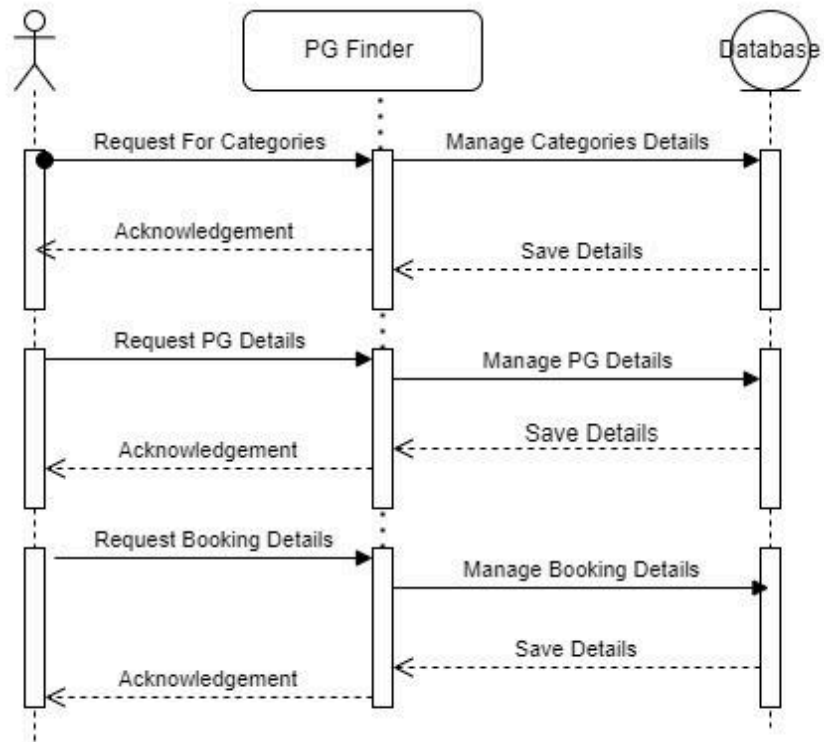 PG Finder
Database
Request For Categories
Manage Categories Details
Acknowledgement
Save Details
Request PG Details
Manage PG Details
Save Details
Acknowledgement
Request Booking Details
Manage Booking Details
Save Details
Acknowledgement